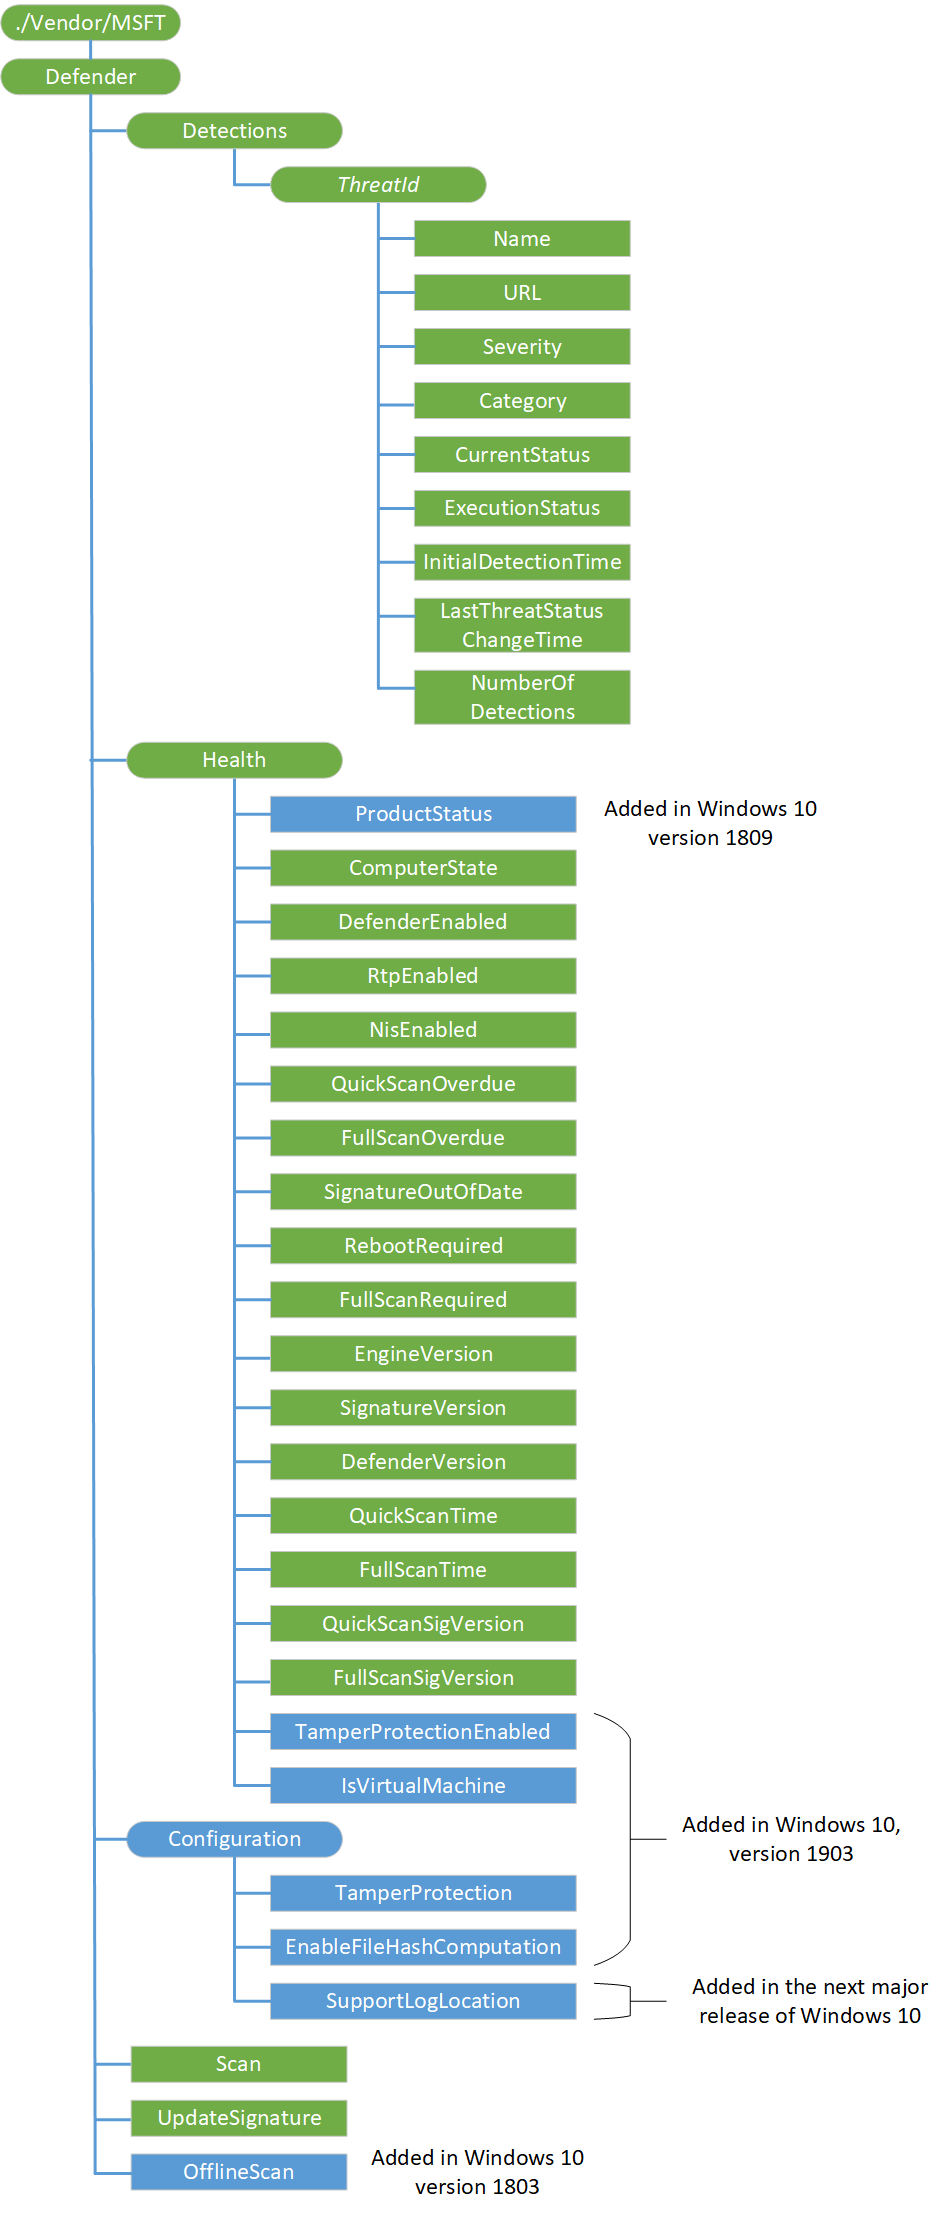 ./Vendor/MSFT
Defender
Detections
ThreatId
Name
URL
Severity
Category
CurrentStatus
ExecutionStatus
InitialDetectionTime
LastThreatStatus
ChangeTime
NumberOf
Detections
Health
ProductStatus
Added in Windows 10
version 1809
ComputerState
DefenderEnabled
RtpEnabled
NisEnabled
QuickScanOverdue
FullScanOverdue
SignatureOutOfDate
RebootRequired
FullScanRequired
EngineVersion
SignatureVersion
DefenderVersion
QuickScanTime
FullScanTime
QuickScanSigVersion
FullScanSigVersion
TamperProtectionEnabled
IsVirtualMachine
Configuration
TamperProtection
EnableFileHashComputation
Added in Windows 10,
version 1903
SupportLogLocation
Added in the next major
release of Windows 10
Scan
UpdateSignature
OfflineScan
Added in Windows 10
version 1803